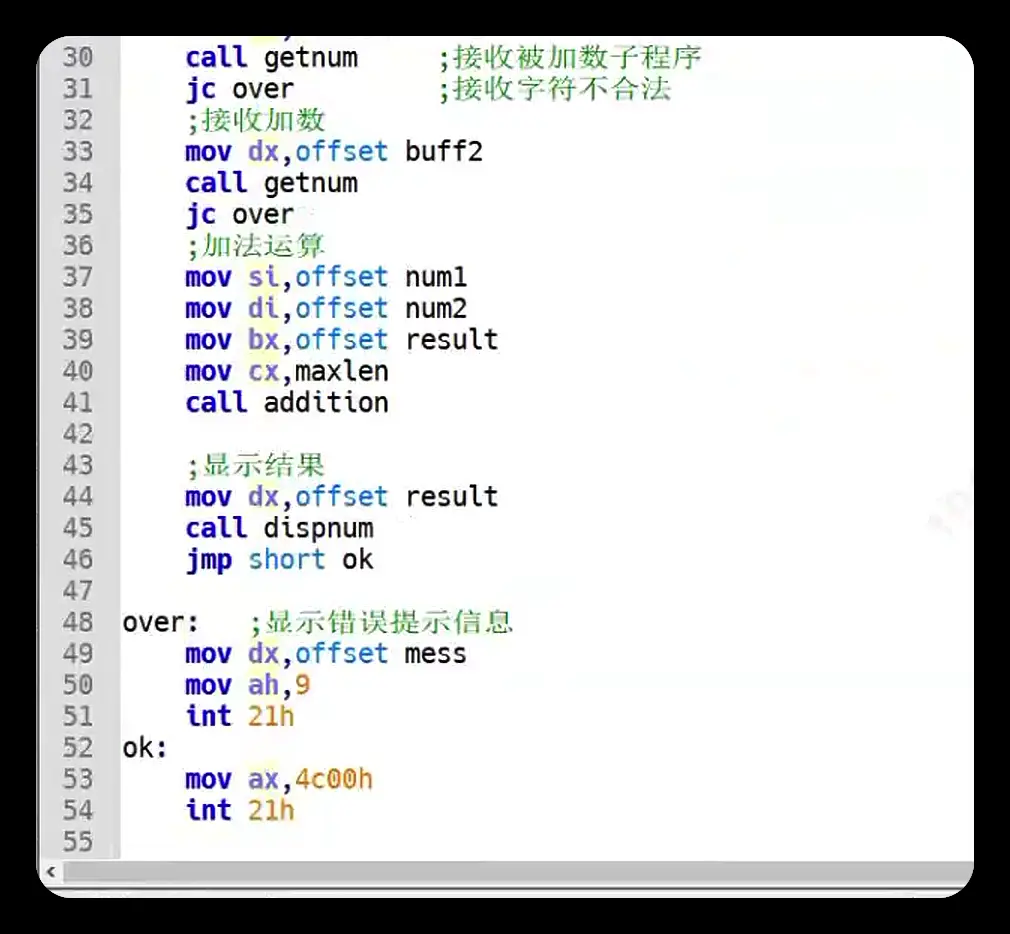 30 call getnum ;接收被加数子程序
31 jc over ;接收字符不合法
32 ;接收加数
33 mov dx,offset buff2
34 call getnum
35 jc over
36 ;加法运算
37 mov si,offset num1
38 mov di,offset num2
39 mov bx,offset result
40 mov cx,maxlen
41 call addition
42
43 ;显示结果
44 mov dx,offset result
45 call dispnum
46 jmp short ok
47
48 over: ;显示错误提示信息
49 mov dx,offset mess
50 mov ah,9
51 int 21h
52 ok:
53 mov ax,4c00h
54 int 21h
55